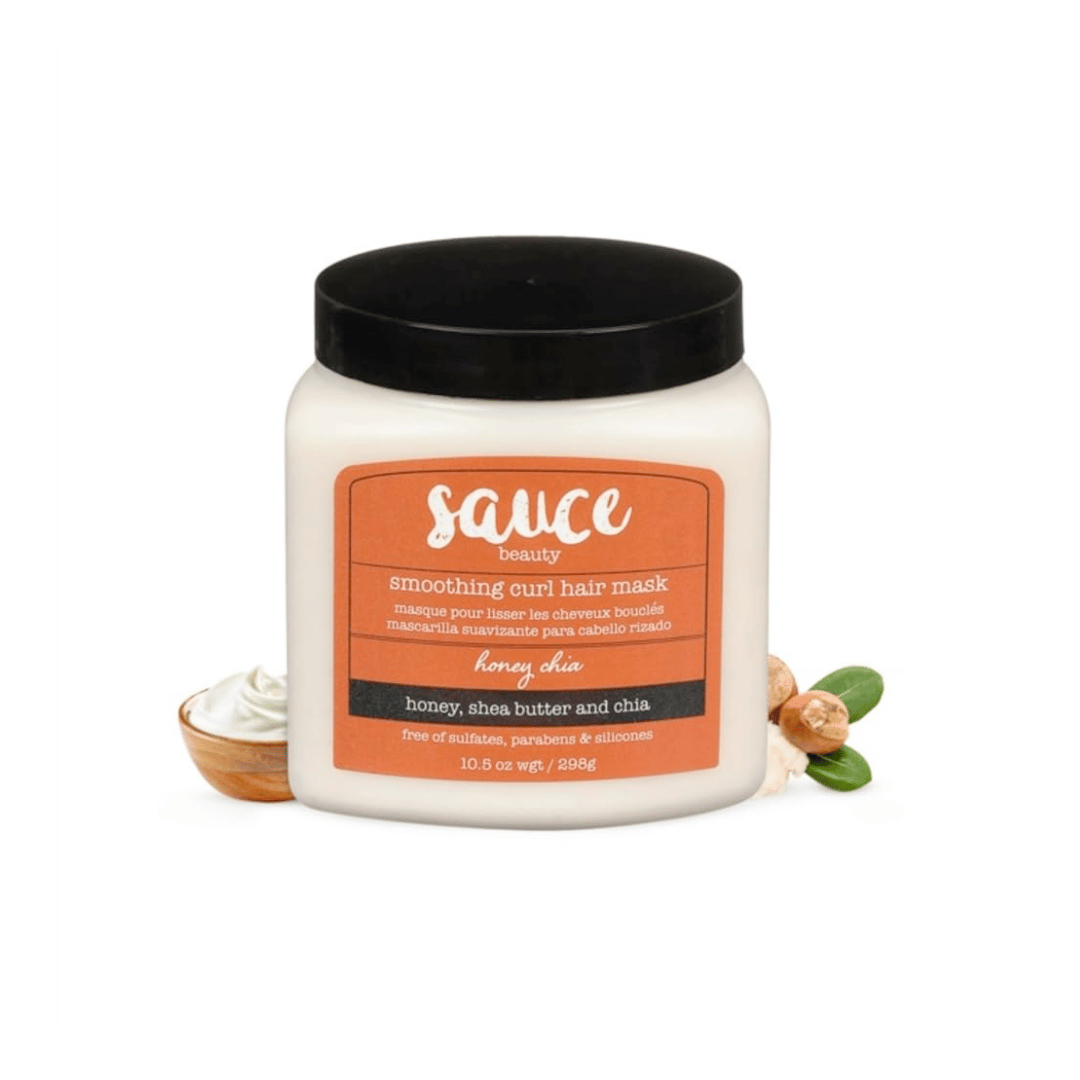 sauce
beauty
smoothing curl hair mask
masque pour lisser les cheveux bouclés
mascarilla suavizante para cabello rizado
honey chia
honey, shea butter and chia
free of sulfates, parabens & silicones
10.5 oz wgt / 298g